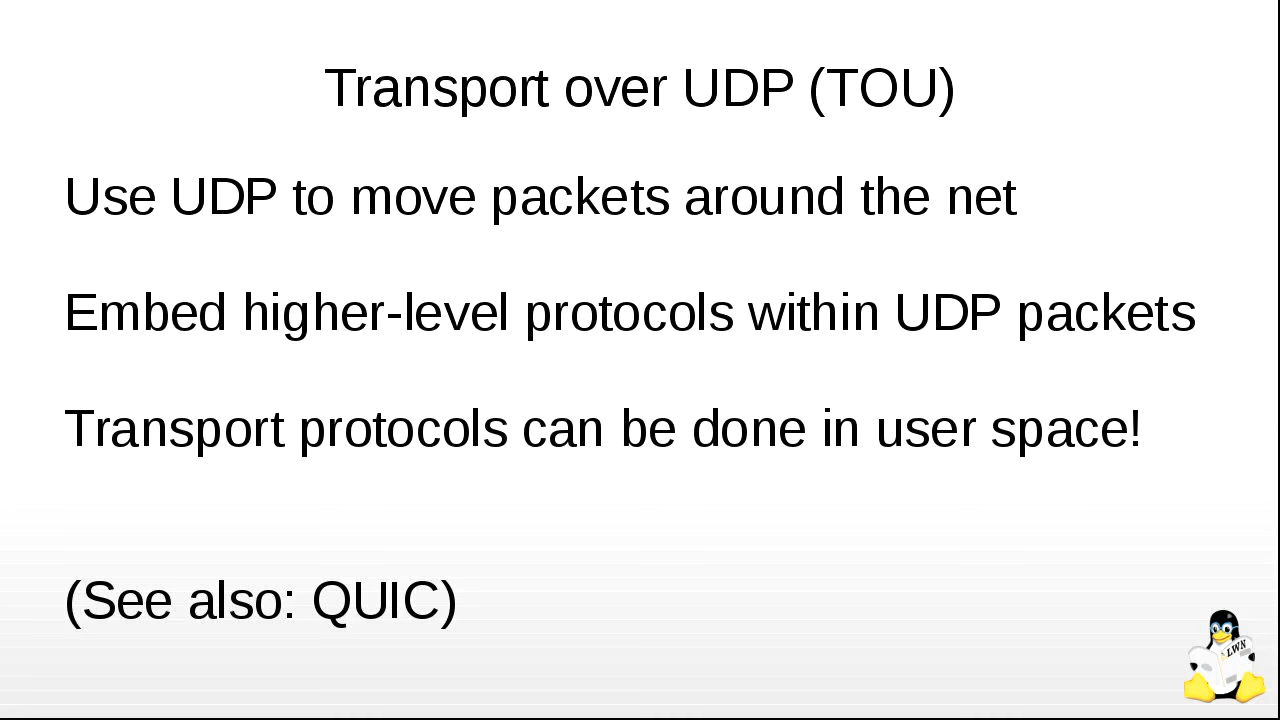 Transport over UDP (TOU)
Use UDP to move packets around the net
Embed higher-level protocols within UDP packets
Transport protocols can be done in user space!
(See also: QUIC)
LWN